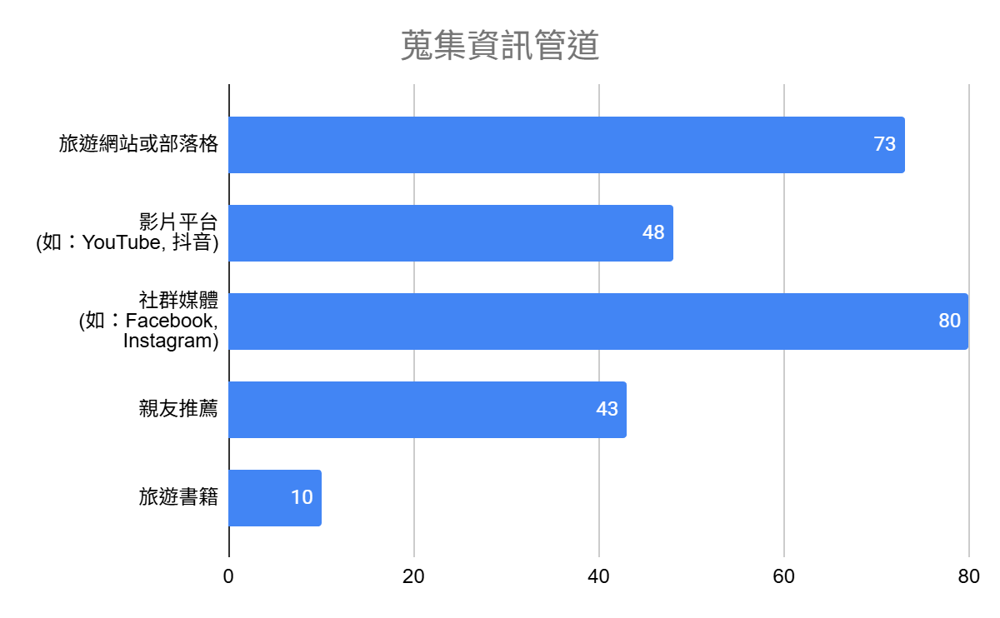 蒐集資訊管道
旅遊網站或部落格
73
影片平台
(如：YouTube, 抖音)
48
社群媒體
(如：Facebook,
Instagram)
80
親友推薦
43
旅遊書籍
10
0
20
40
60
80